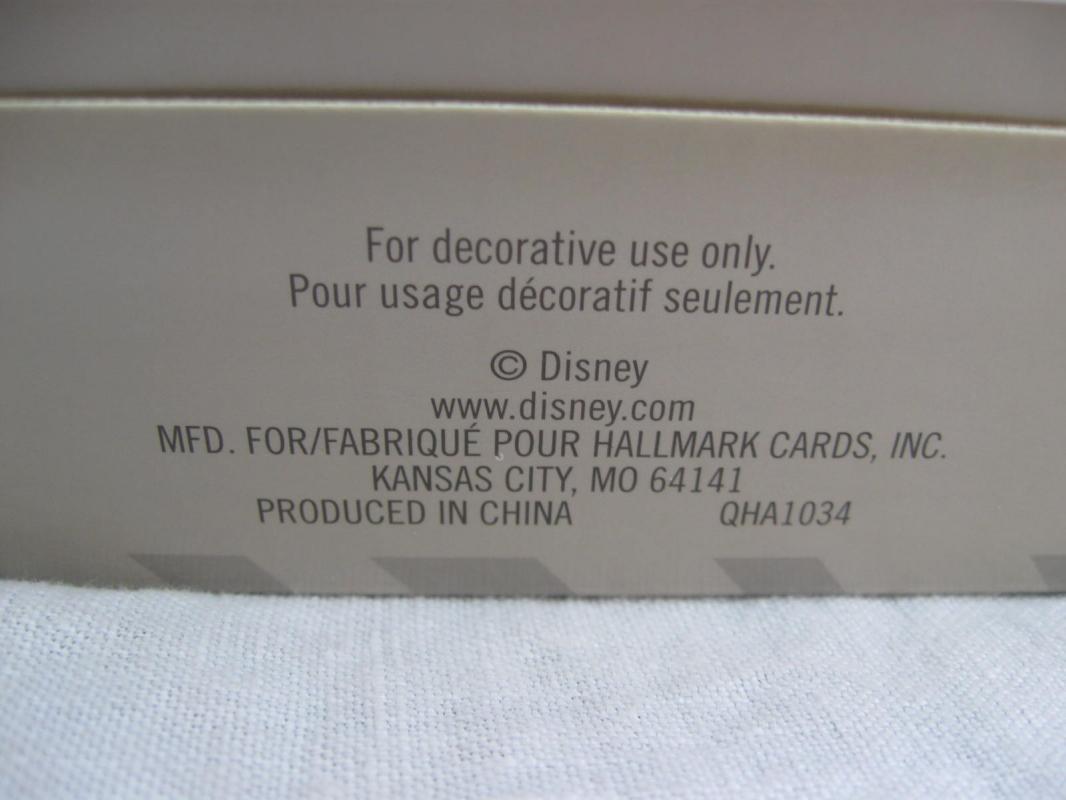 For decorative use only.
Pour usage décoratif seulement.
© Disney
www.disney.com
MFD. FOR/FABRIQUÉ POUR HALLMARK CARDS, INC.
KANSAS CITY, MO 64141
PRODUCED IN CHINA QHA1034